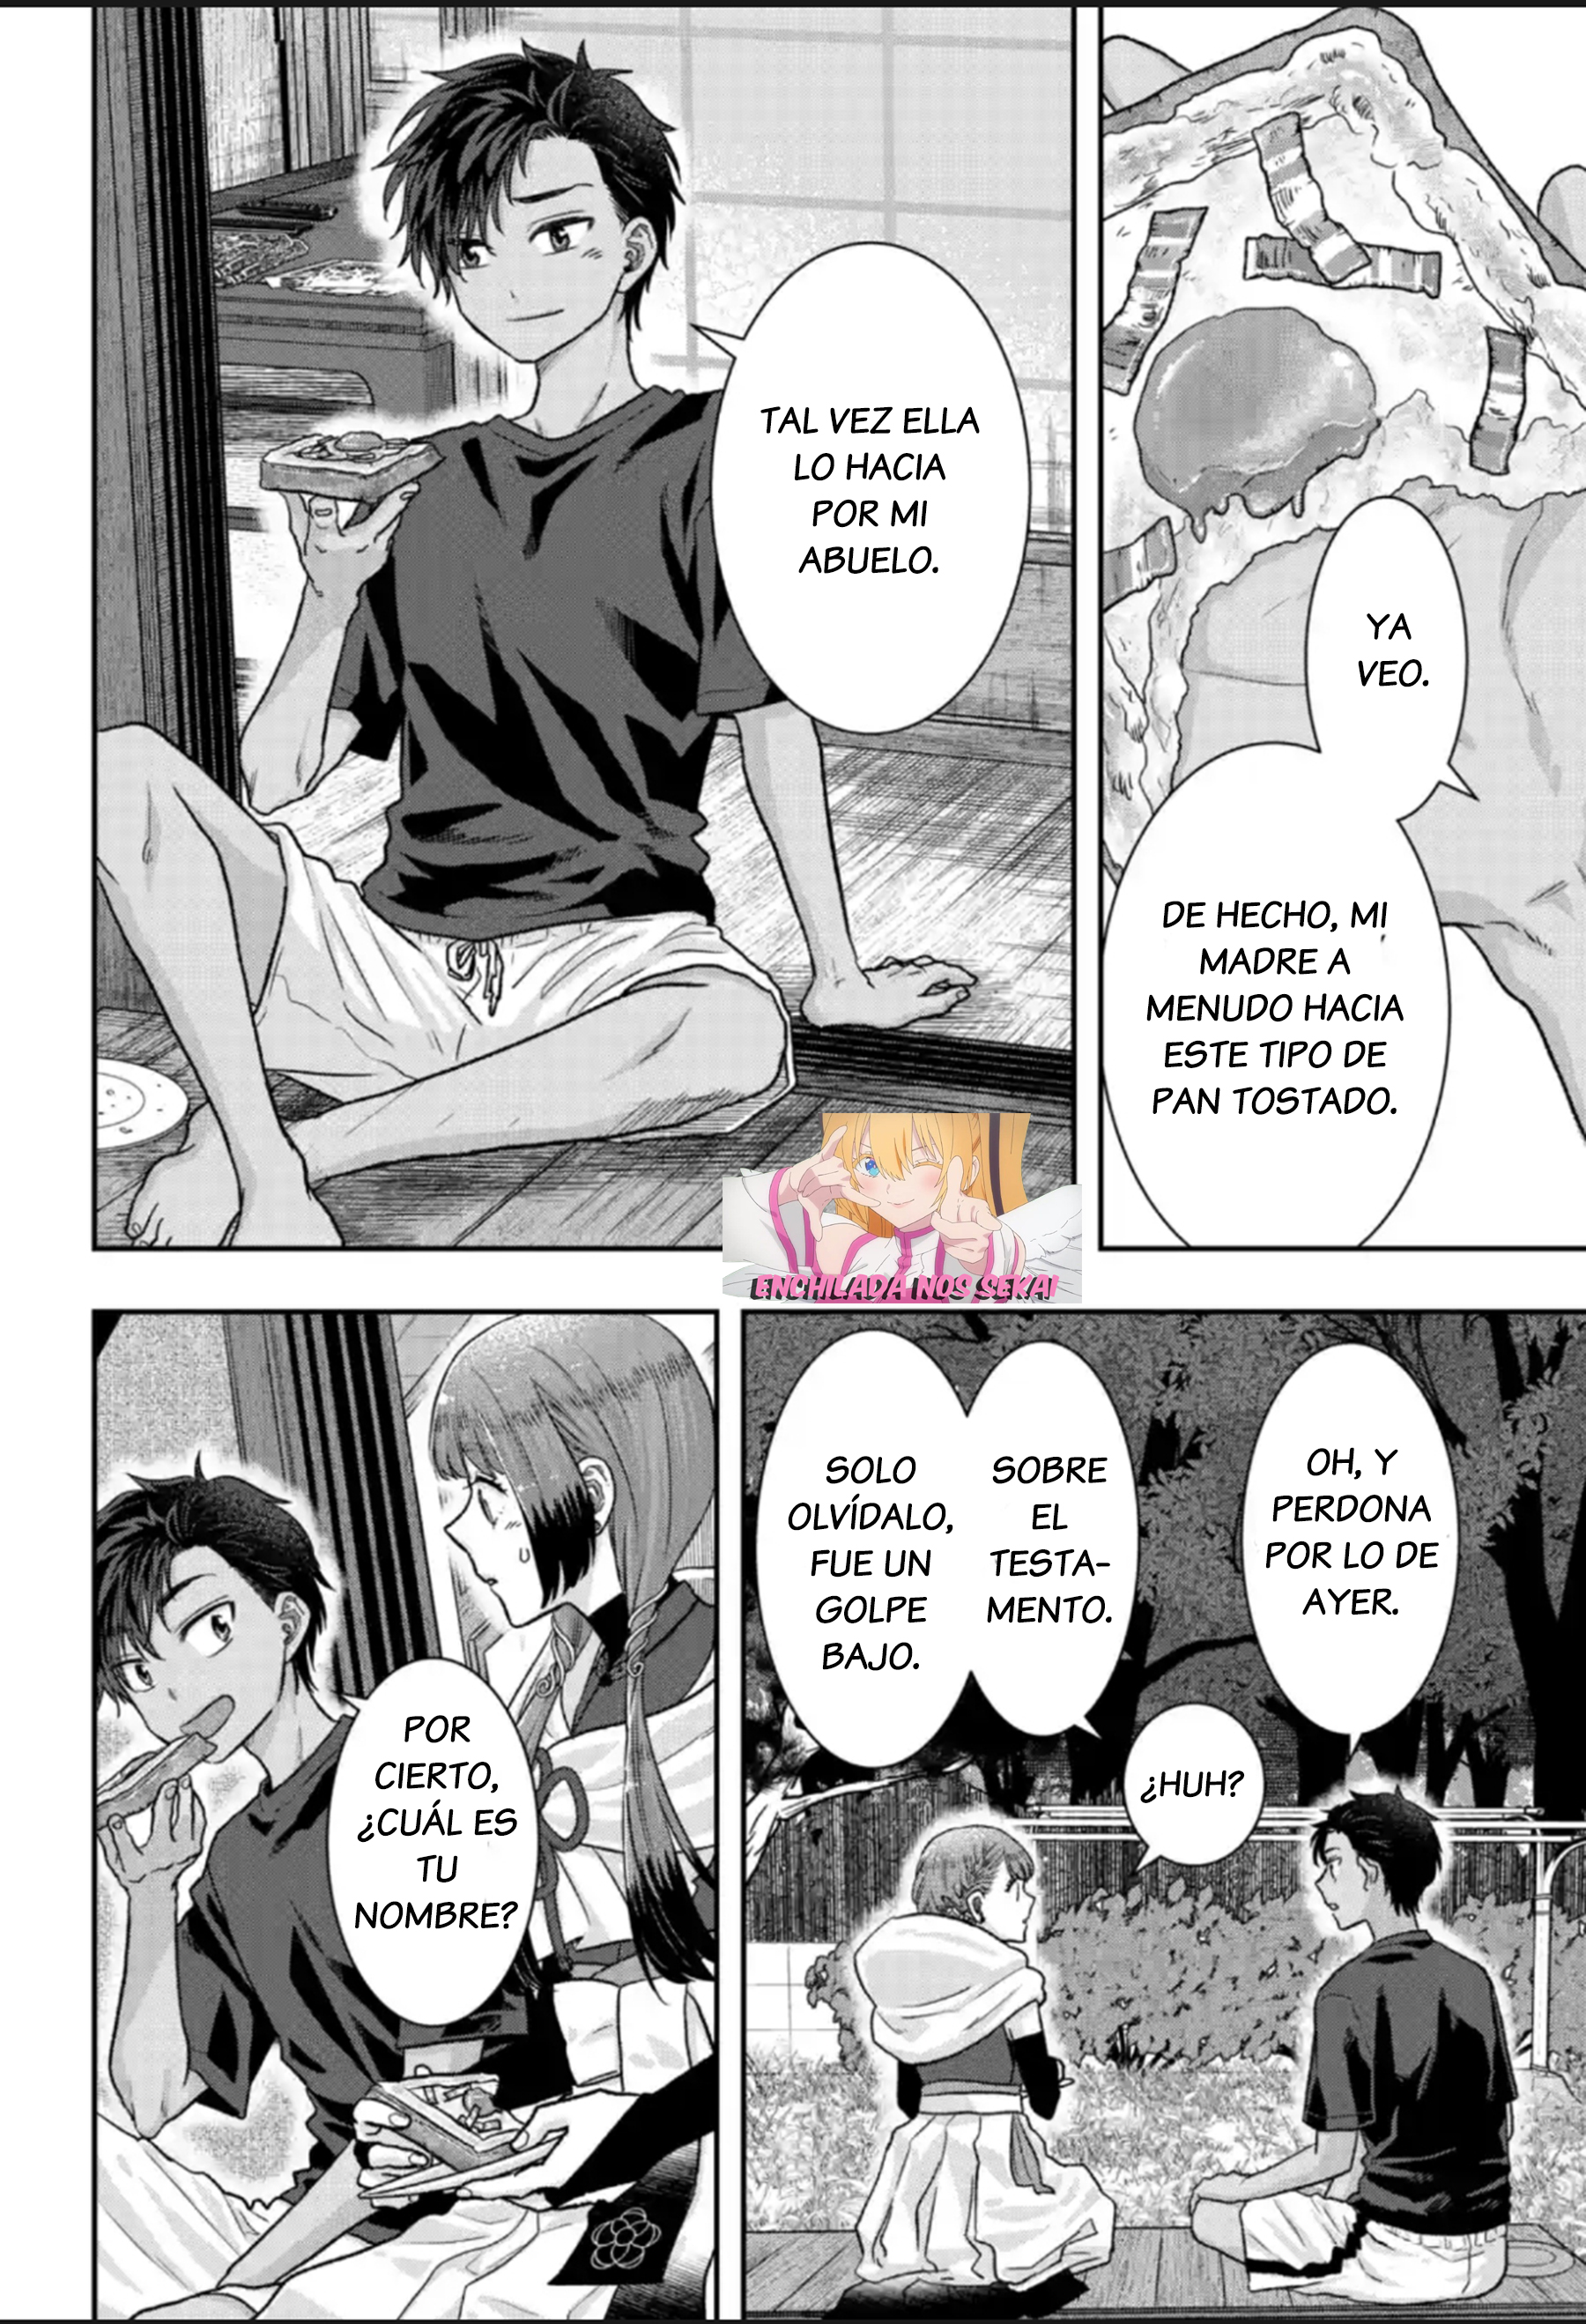 YA
VEO.
DE HECHO, MI
MADRE A
MENUDO HACIA
ESTE TIPO DE
PAN TOSTADO.
TAL VEZ ELLA
LO HACIA
POR MI
ABUELO.
ENCHILADA NOS SEKAI
OH, Y
PERDONA
POR LO DE
AYER.
¿HUH?
SOBRE
EL
TESTA-
MENTO.
SOLO
OLVÍDALO,
FUE UN
GOLPE
BAJO.
POR
CIERTO,
¿CUÁL ES
TU
NOMBRE?